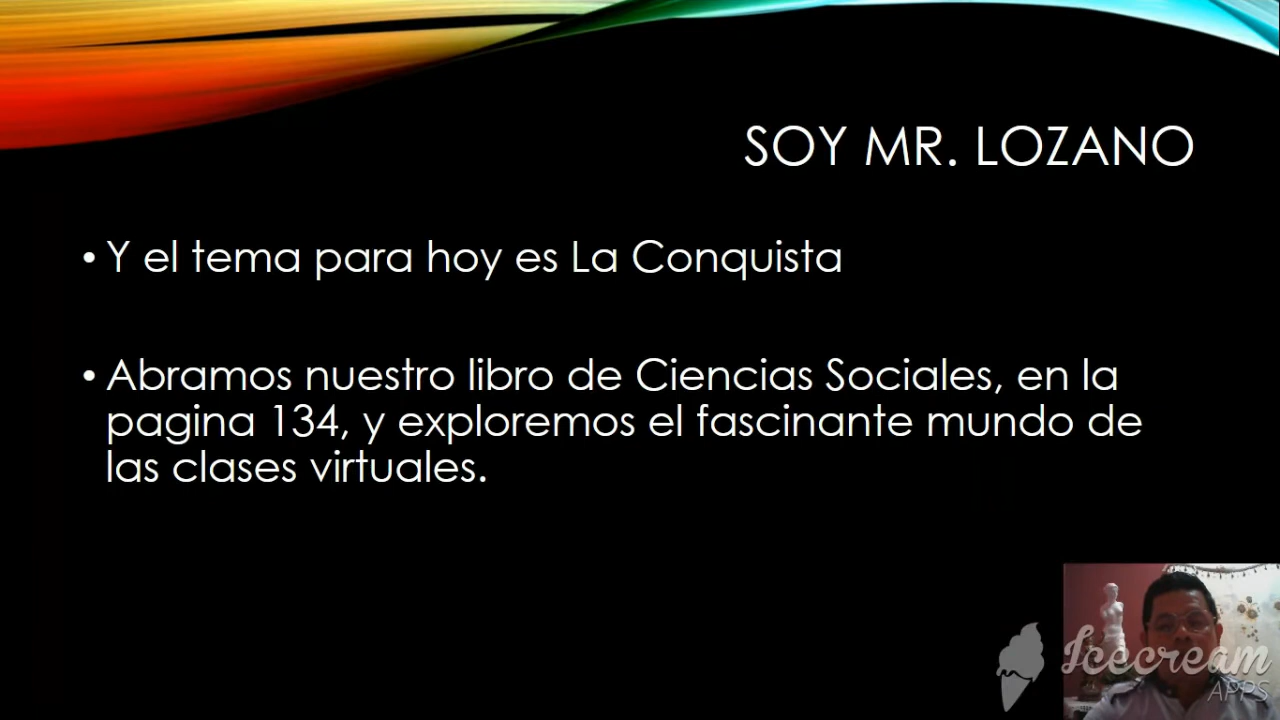 SOY MR. LOZANO
• Y el tema para hoy es La Conquista
• Abramos nuestro libro de Ciencias Sociales, en la
pagina 134, y exploremos el fascinante mundo de
las clases virtuales.
Icecream
APPS